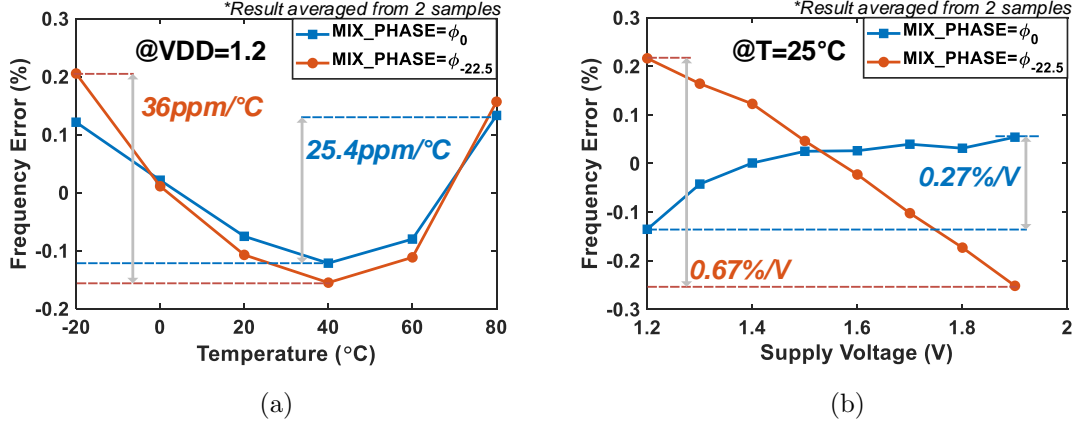 *Result averaged from 2 samples
@VDD=1.2
MIX_PHASE=ϕ0
MIX_PHASE=ϕ-22.5
36ppm/°C
25.4ppm/°C
Frequency Error (%)
0.3
0.2
0.1
0
-0.1
-0.2
-20
0
20
40
60
80
Temperature (°C)
(a)
*Result averaged from 2 samples
@T=25°C
MIX_PHASE=ϕ0
MIX_PHASE=ϕ-22.5
0.27%/V
0.67%/V
Frequency Error (%)
0.3
0.2
0.1
0
-0.1
-0.2
-0.3
1.2
1.4
1.6
1.8
2
Supply Voltage (V)
(b)